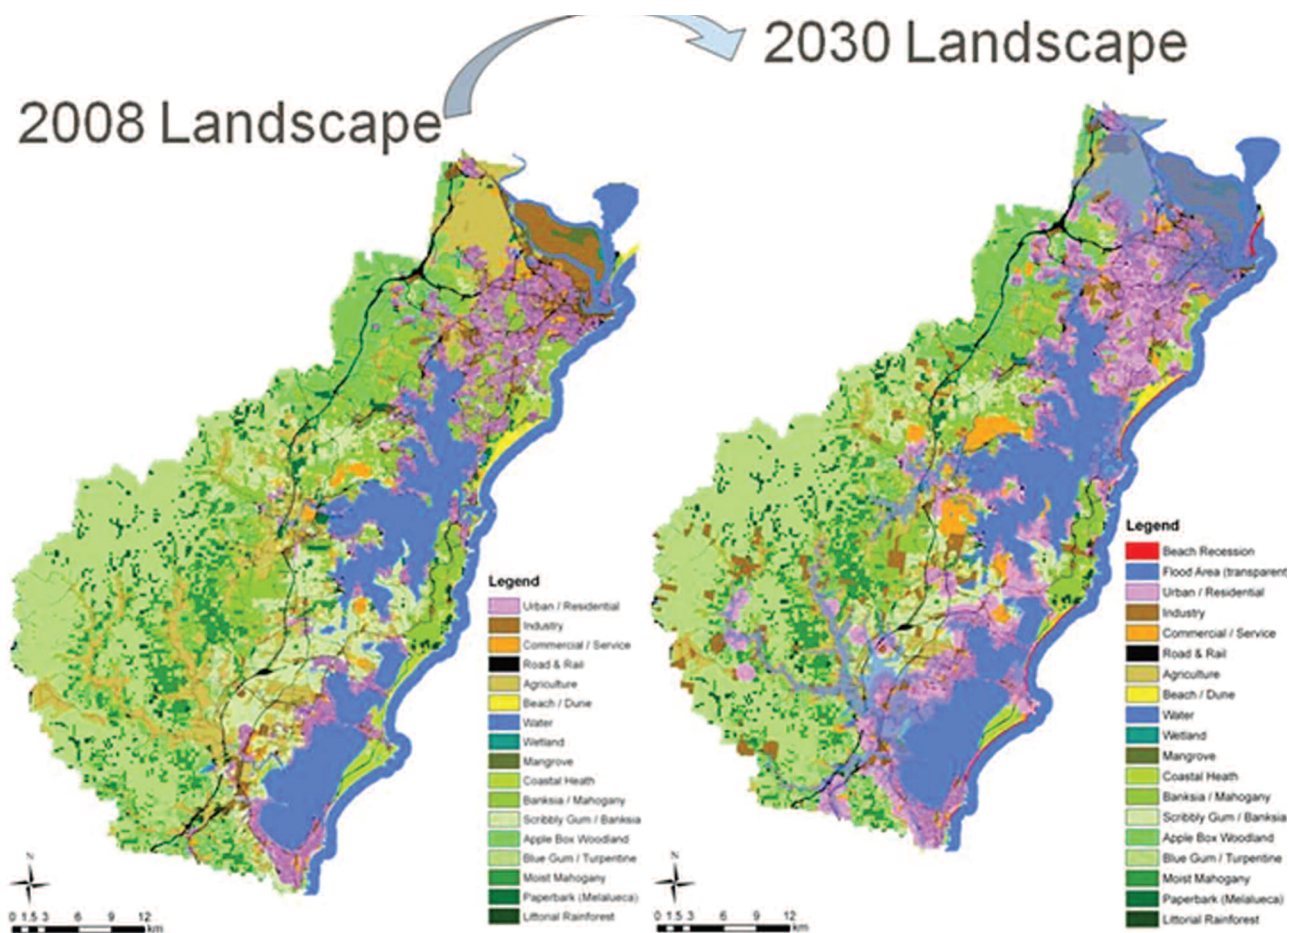 2008 Landscape
2030 Landscape
Legend
Urban / Residential
Industry
Commercial / Service
Road & Rail
Agriculture
Beach / Dune
Water
Wetland
Mangrove
Coastal Heath
Banksia / Mahogany
Scribbly Gum / Banksia
Apple Box Woodland
Blue Gum / Turpentine
Moist Mahogany
Paperbark (Melalueca)
Littorial Rainforest
N
0 1.5 3 6 9 12
km
Legend
Beach Recession
Flood Area (transparent
Urban / Residential
Industry
Commercial / Service
Road & Rail
Agriculture
Beach / Dune
Water
Wetland
Mangrove
Coastal Heath
Banksia / Mahogany
Scribbly Gum / Banksia
Apple Box Woodland
Blue Gum / Turpentine
Moist Mahogany
Paperbark (Melalueca)
Littorial Rainforest
N
0 1.5 3 6 9 12
km